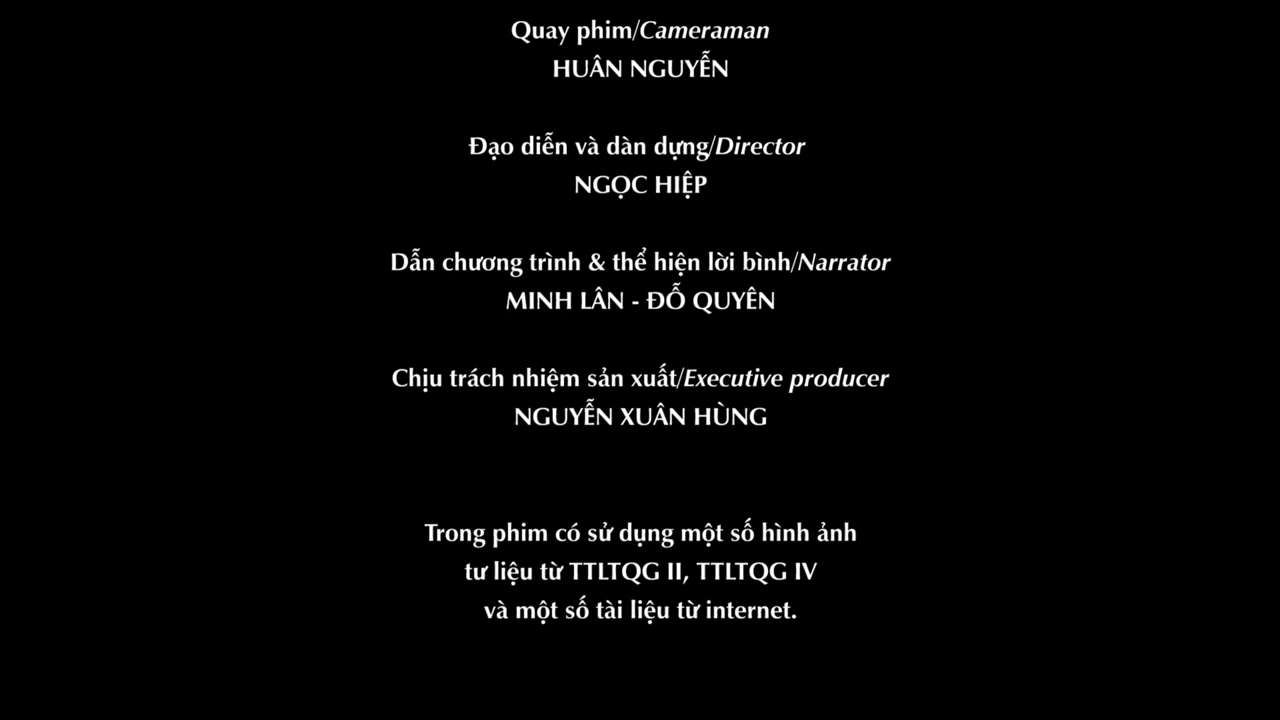 Quay phim/Cameraman
HUÂN NGUYỄN
Đạo diễn và dàn dựng/Director
NGỌC HIỆP
Dẫn chương trình & thể hiện lời bình/Narrator
MINH LÂN - ĐỖ QUYÊN
Chịu trách nhiệm sản xuất/Executive producer
NGUYỄN XUÂN HÙNG
Trong phim có sử dụng một số hình ảnh
tư liệu từ TTLTQG II, TTLTQG IV
và một số tài liệu từ internet.